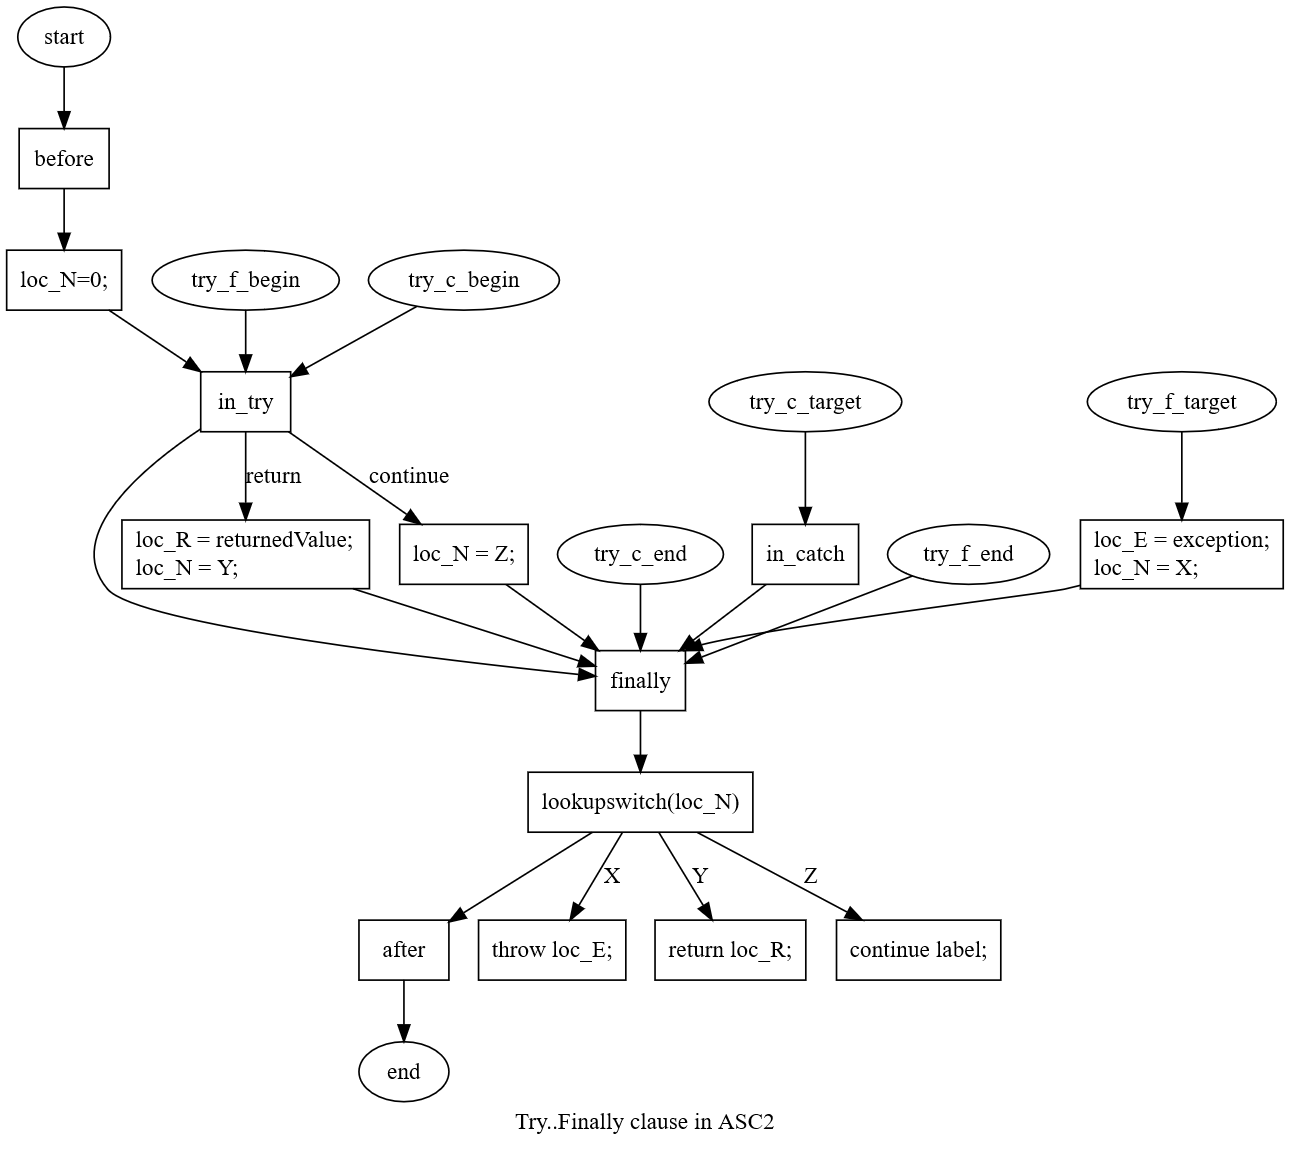 start
before
loc_N=0;
try_f_begin
try_c_begin
in_try
try_c_target
try_f_target
return
continue
loc_R = returnedValue;
loc_N = Y;
loc_N = Z;
try_c_end
in_catch
try_f_end
loc_E = exception;
loc_N = X;
finally
lookupswitch(loc_N)
X
Y
Z
after
throw loc_E;
return loc_R;
continue label;
end
Try..Finally clause in ASC2